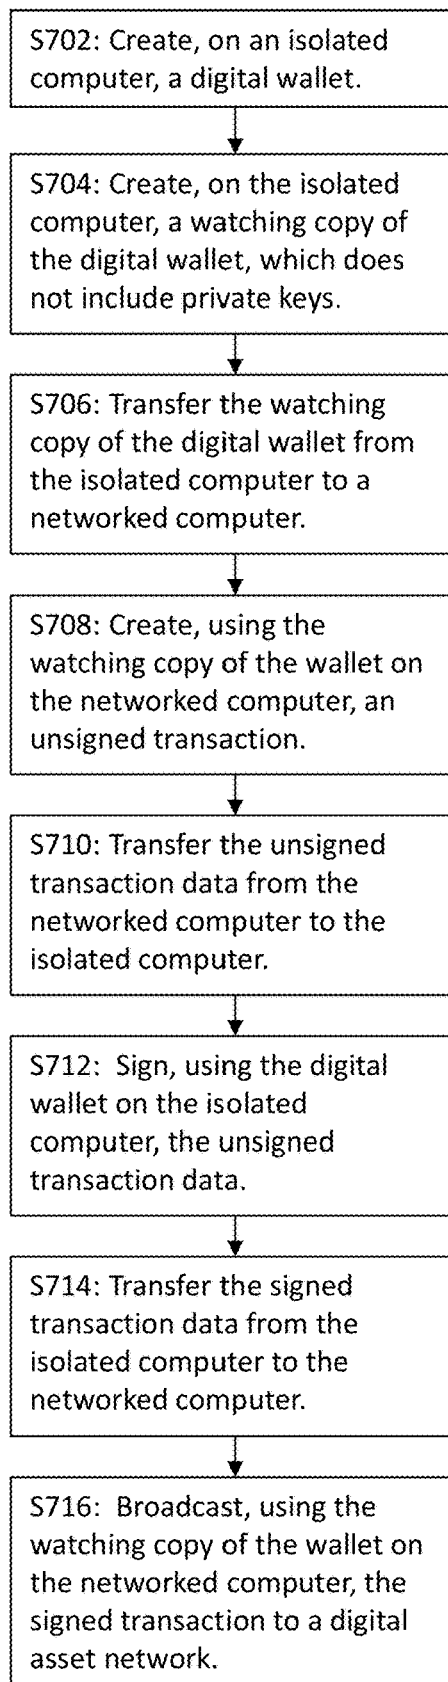 S702: Create, on an isolated
computer, a digital wallet.
S704: Create, on the isolated
computer, a watching copy of
the digital wallet, which does
not include private keys.
S706: Transfer the watching
copy of the digital wallet from
the isolated computer to a
networked computer.
S708: Create, using the
watching copy of the wallet on
the networked computer, an
unsigned transaction.
S710: Transfer the unsigned
transaction data from the
networked computer to the
isolated computer.
S712:  Sign, using the digital
wallet on the isolated
computer, the unsigned
transaction data.
S714: Transfer the signed
transaction data from the
isolated computer to the
networked computer.
S716:  Broadcast, using the
watching copy of the wallet on
the networked computer, the
signed transaction to a digital
asset network.